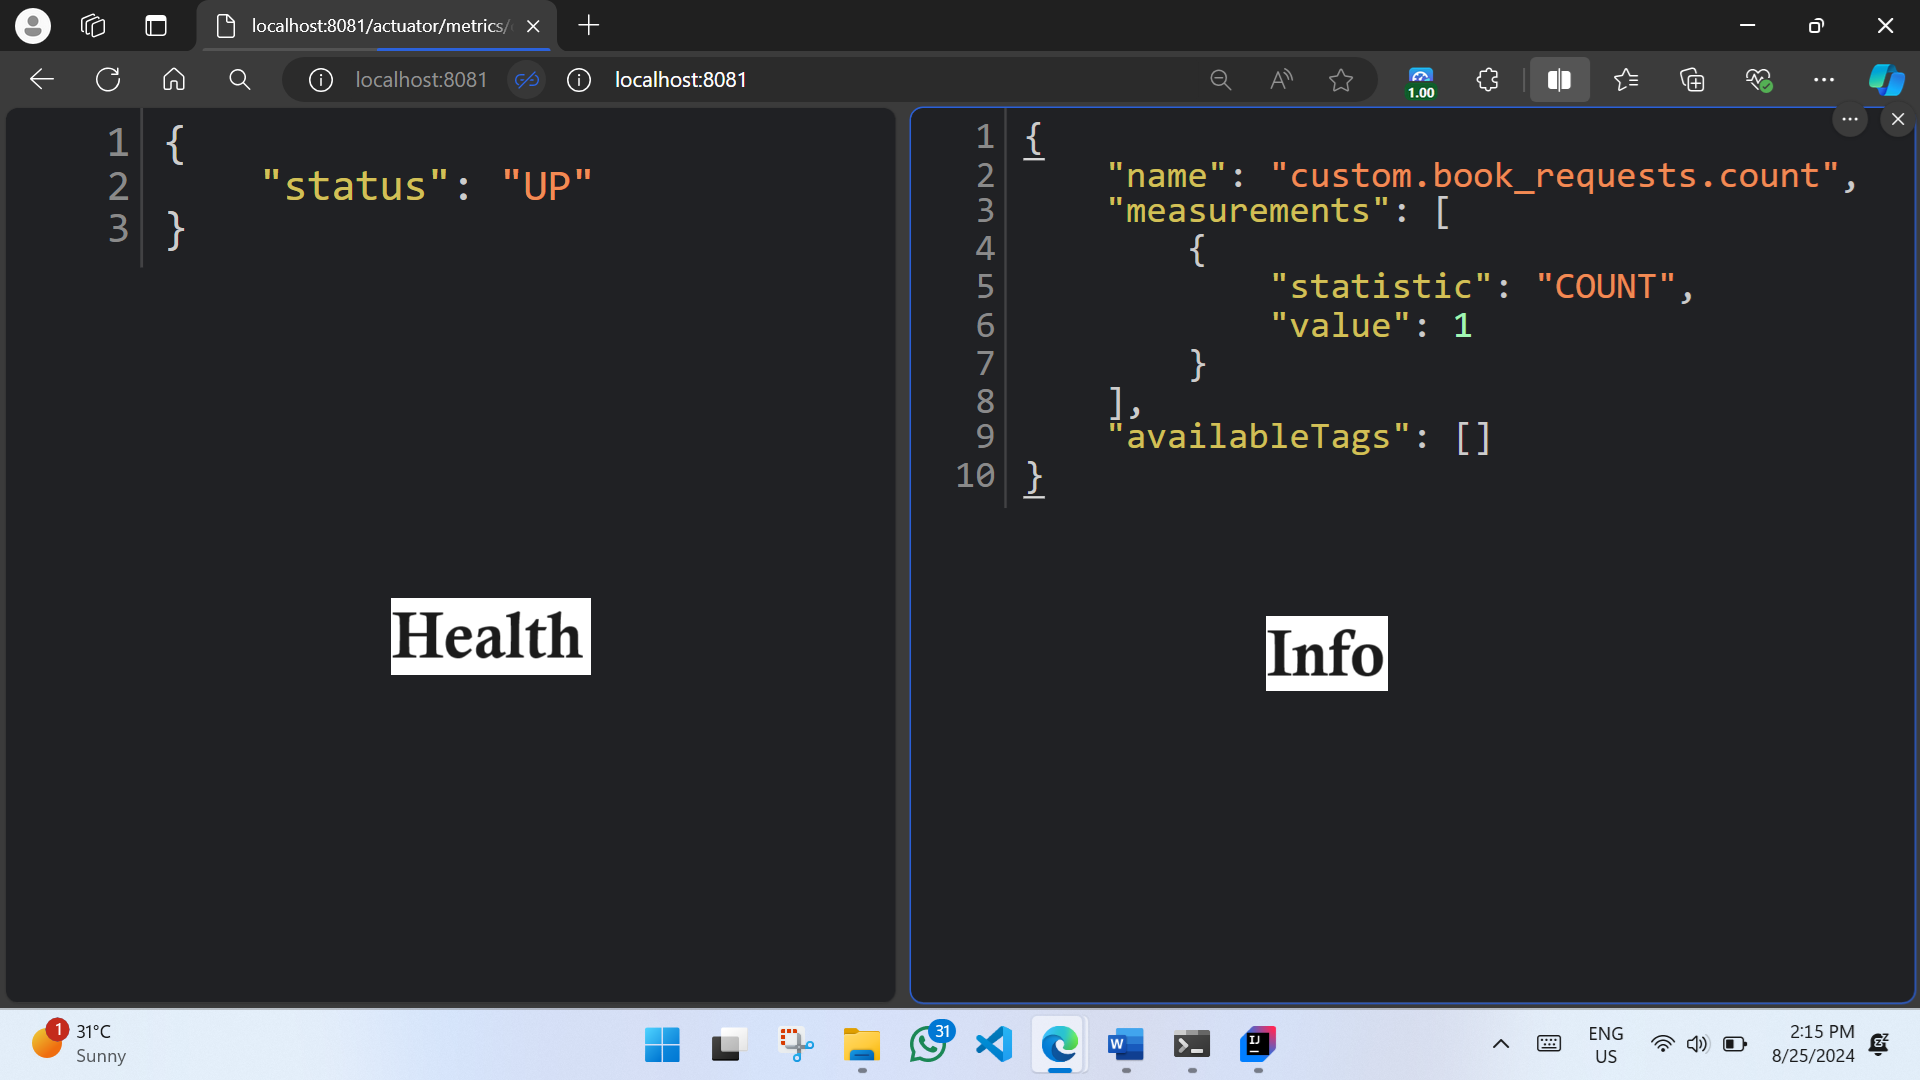 localhost:8081/actuator/metrics/
localhost:8081
localhost:8081
1.00
1 {
2 "status": "UP"
3 }
Health
1 {
2 "name": "custom.book_requests.count",
3 "measurements": [
4 {
5 "statistic": "COUNT",
6 "value": 1
7 }
8 ],
9 "availableTags": []
10 }
Info
1
31°C
Sunny
31
W
IJ
ENG
US
2:15 PM
8/25/2024